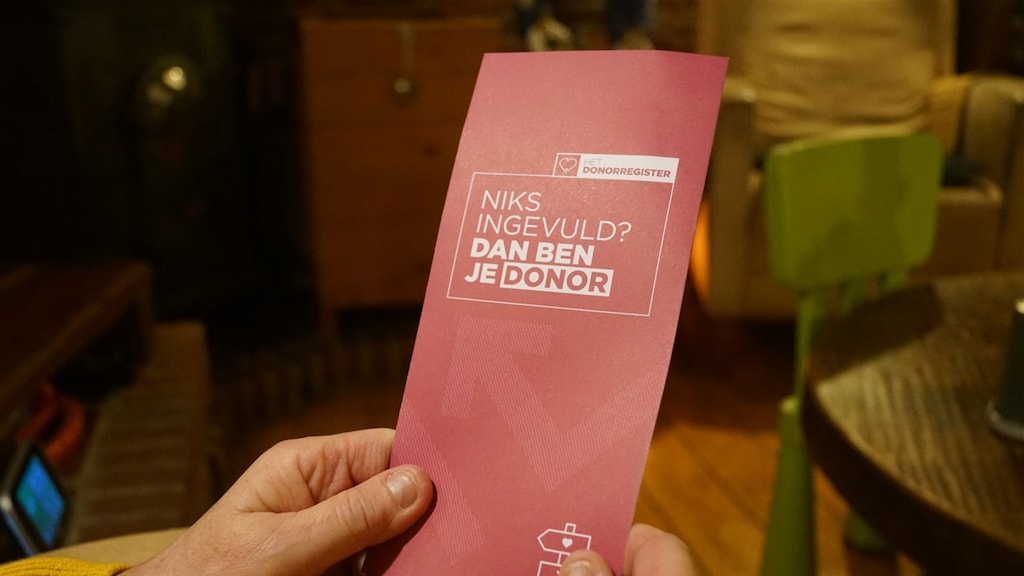 HET
DONORREGISTER
NIKS
INGEVULD?
DAN BEN
JE DONOR